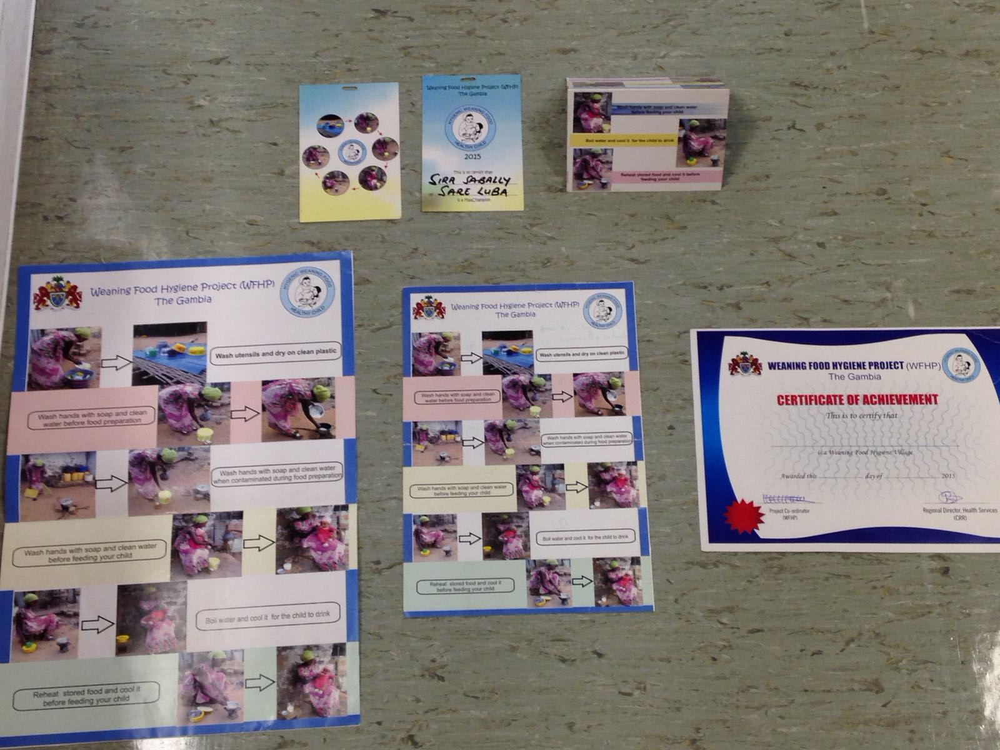 Weaning Food Hygiene Project (WFHP)
The Gambia
HYGENIC WEANING FOOD
HEALTHY CHILD
2015
This is to certify that
SIRA SABALLY
of SARE LUBA
is a MaaChampion
Wash hands with soap and clean water
before feeding your child
Boil water and cool it for the child to drink
Reheat stored food and cool it before
feeding your child
Weaning Food Hygiene Project (WFHP)
The Gambia
HYGENIC WEANING FOOD
HEALTHY CHILD
Wash utensils and dry on clean plastic
Wash hands with soap and clean
water before food preparation
Wash hands with soap and clean water
when contaminated during food preparation
Wash hands with soap and clean water
before feeding your child
Boil water and cool it for the child to drink
Reheat stored food and cool it
before feeding your child
Weaning Food Hygiene Project (WFHP)
The Gambia
HYGENIC WEANING FOOD
HEALTHY CHILD
Wash utensils and dry on clean plastic
Wash hands with soap and clean
water before food preparation
Wash hands with soap and clean water
when contaminated during food preparation
Wash hands with soap and clean water
before feeding your child
Boil water and cool it for the child to drink
Reheat stored food and cool it
before feeding your child
WEANING FOOD HYGIENE PROJECT (WFHP)
The Gambia
CERTIFICATE OF ACHIEVEMENT
This is to certify that
is a Weaning Food Hygiene Village
Awarded this day of 2015
Project Co-ordinator
(WFHP)
Regional Director, Health Services
(CRR)